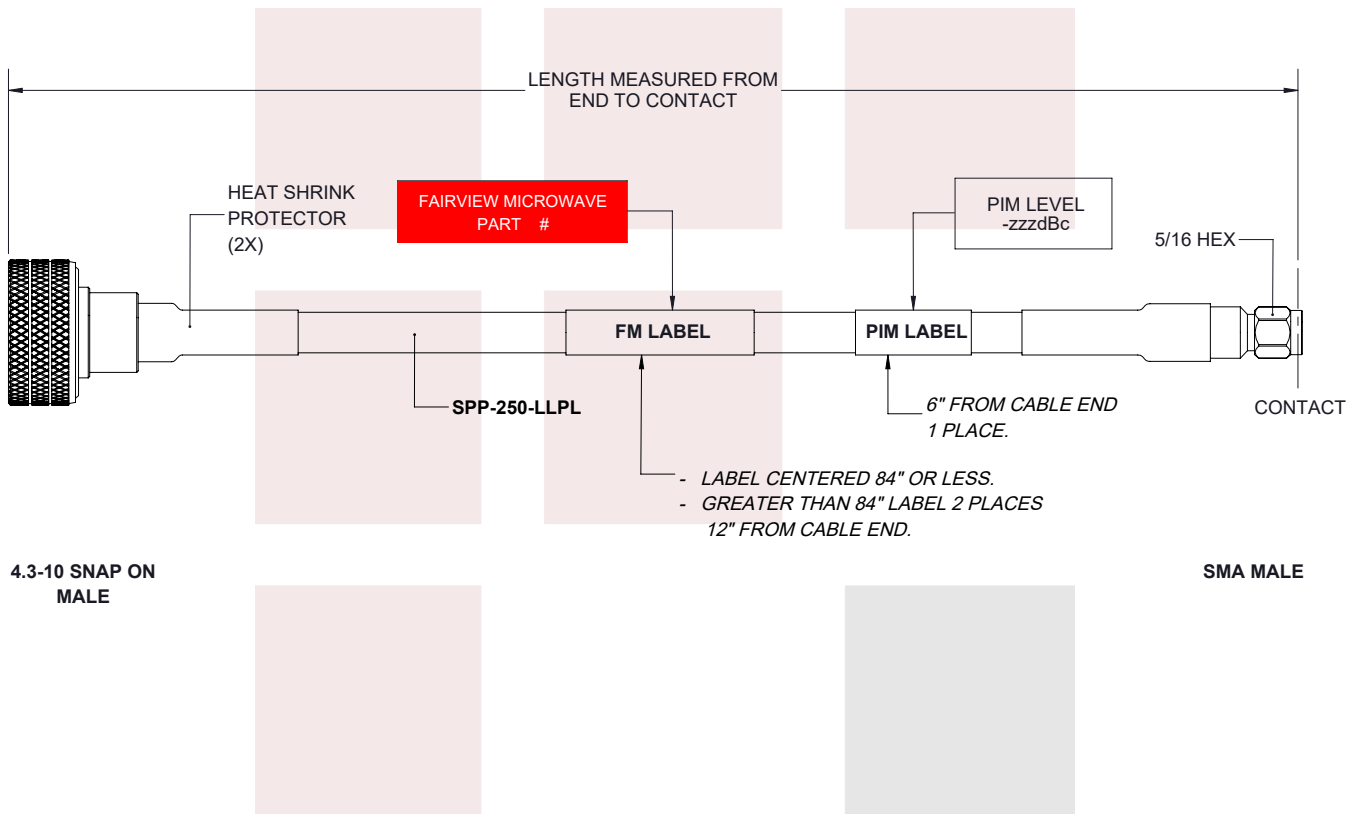 LENGTH MEASURED FROM
END TO CONTACT
HEAT SHRINK
PROTECTOR
(2X)
FAIRVIEW MICROWAVE
PART #
PIM LEVEL
-zzzdBc
5/16 HEX
FM LABEL
PIM LABEL
SPP-250-LLPL
6" FROM CABLE END
1 PLACE.
CONTACT
- LABEL CENTERED 84" OR LESS.
- GREATER THAN 84" LABEL 2 PLACES
12" FROM CABLE END.
4.3-10 SNAP ON
MALE
SMA MALE